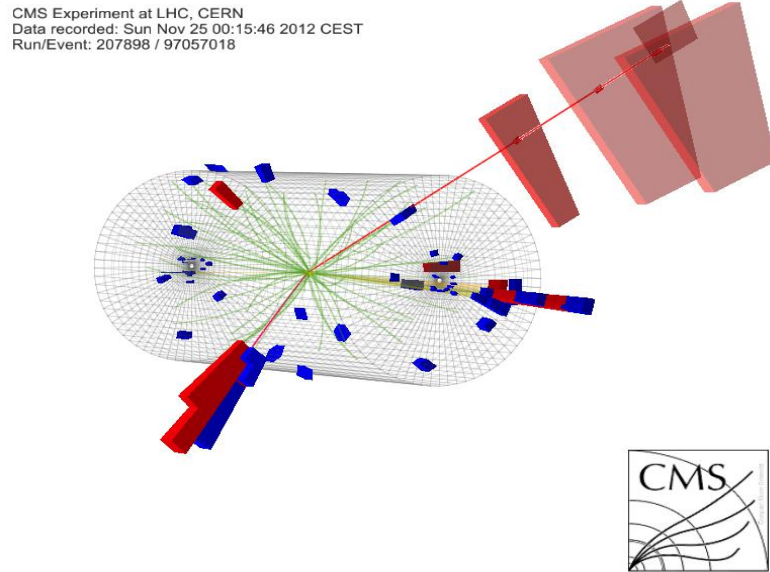 CMS Experiment at LHC, CERN
Data recorded: Sun Nov 25 00:15:46 2012 CEST
Run/Event: 207898 / 97057018
CMS